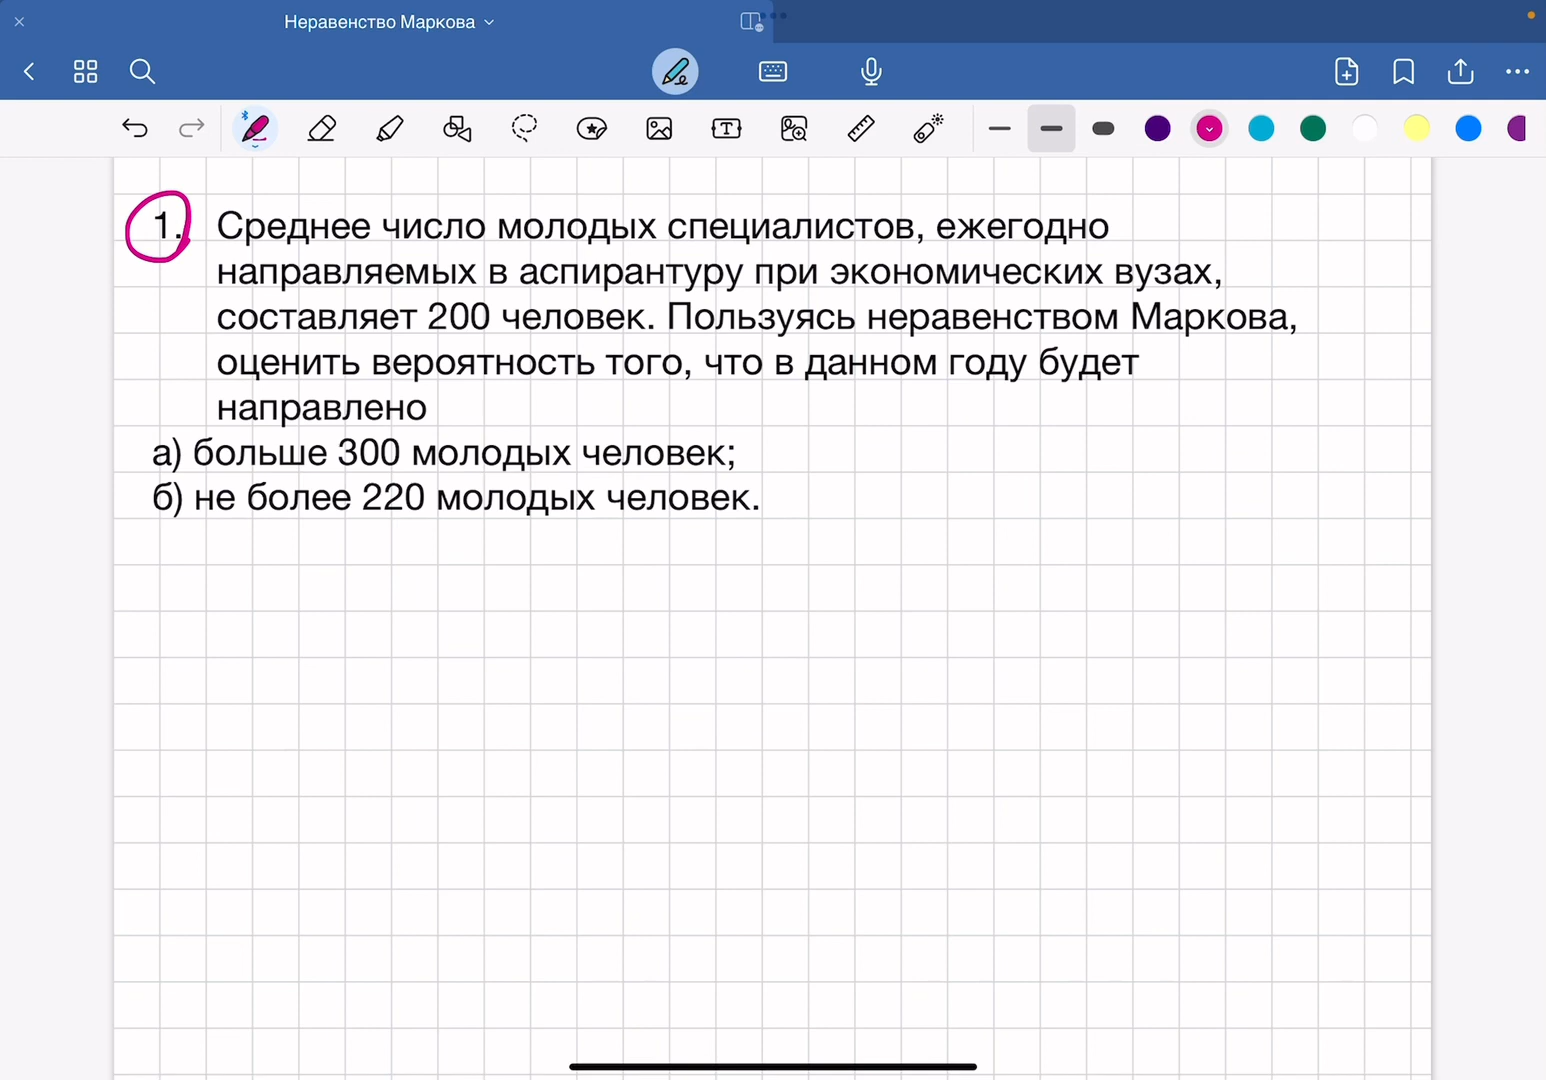 Неравенство Маркова
1. Среднее число молодых специалистов, ежегодно
направляемых в аспирантуру при экономических вузах,
составляет 200 человек. Пользуясь неравенством Маркова,
оценить вероятность того, что в данном году будет
направлено
а) больше 300 молодых человек;
б) не более 220 молодых человек.